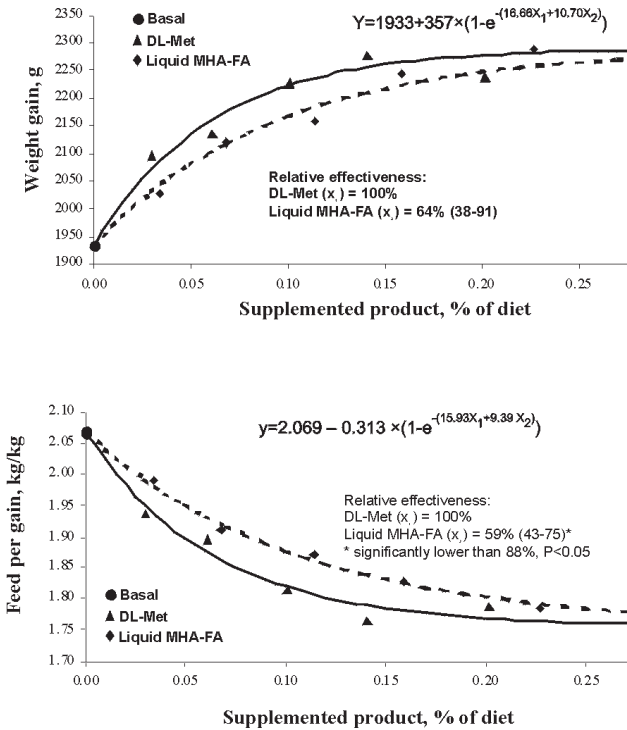 Y=1933+357×(1-e-(16.66X1+10.70X2))
Basal
DL-Met
Liquid MHA-FA
Weight gain, g
2350
2300
2250
2200
2150
2100
2050
2000
1950
1900
Relative effectiveness:
DL-Met (x.) = 100%
Liquid MHA-FA (x.) = 64% (38-91)
0.00 0.05 0.10 0.15 0.20 0.25
Supplemented product, % of diet
y=2.069 – 0.313 ×(1-e-(15.93X1+9.39 X2))
Feed per gain, kg/kg
2.10
2.05
2.00
1.95
1.90
1.85
1.80
1.75
1.70
Relative effectiveness:
DL-Met (x.) = 100%
Liquid MHA-FA (x.) = 59% (43-75)*
* significantly lower than 88%, P<0.05
Basal
DL-Met
Liquid MHA-FA
0.00 0.05 0.10 0.15 0.20 0.25
Supplemented product, % of diet